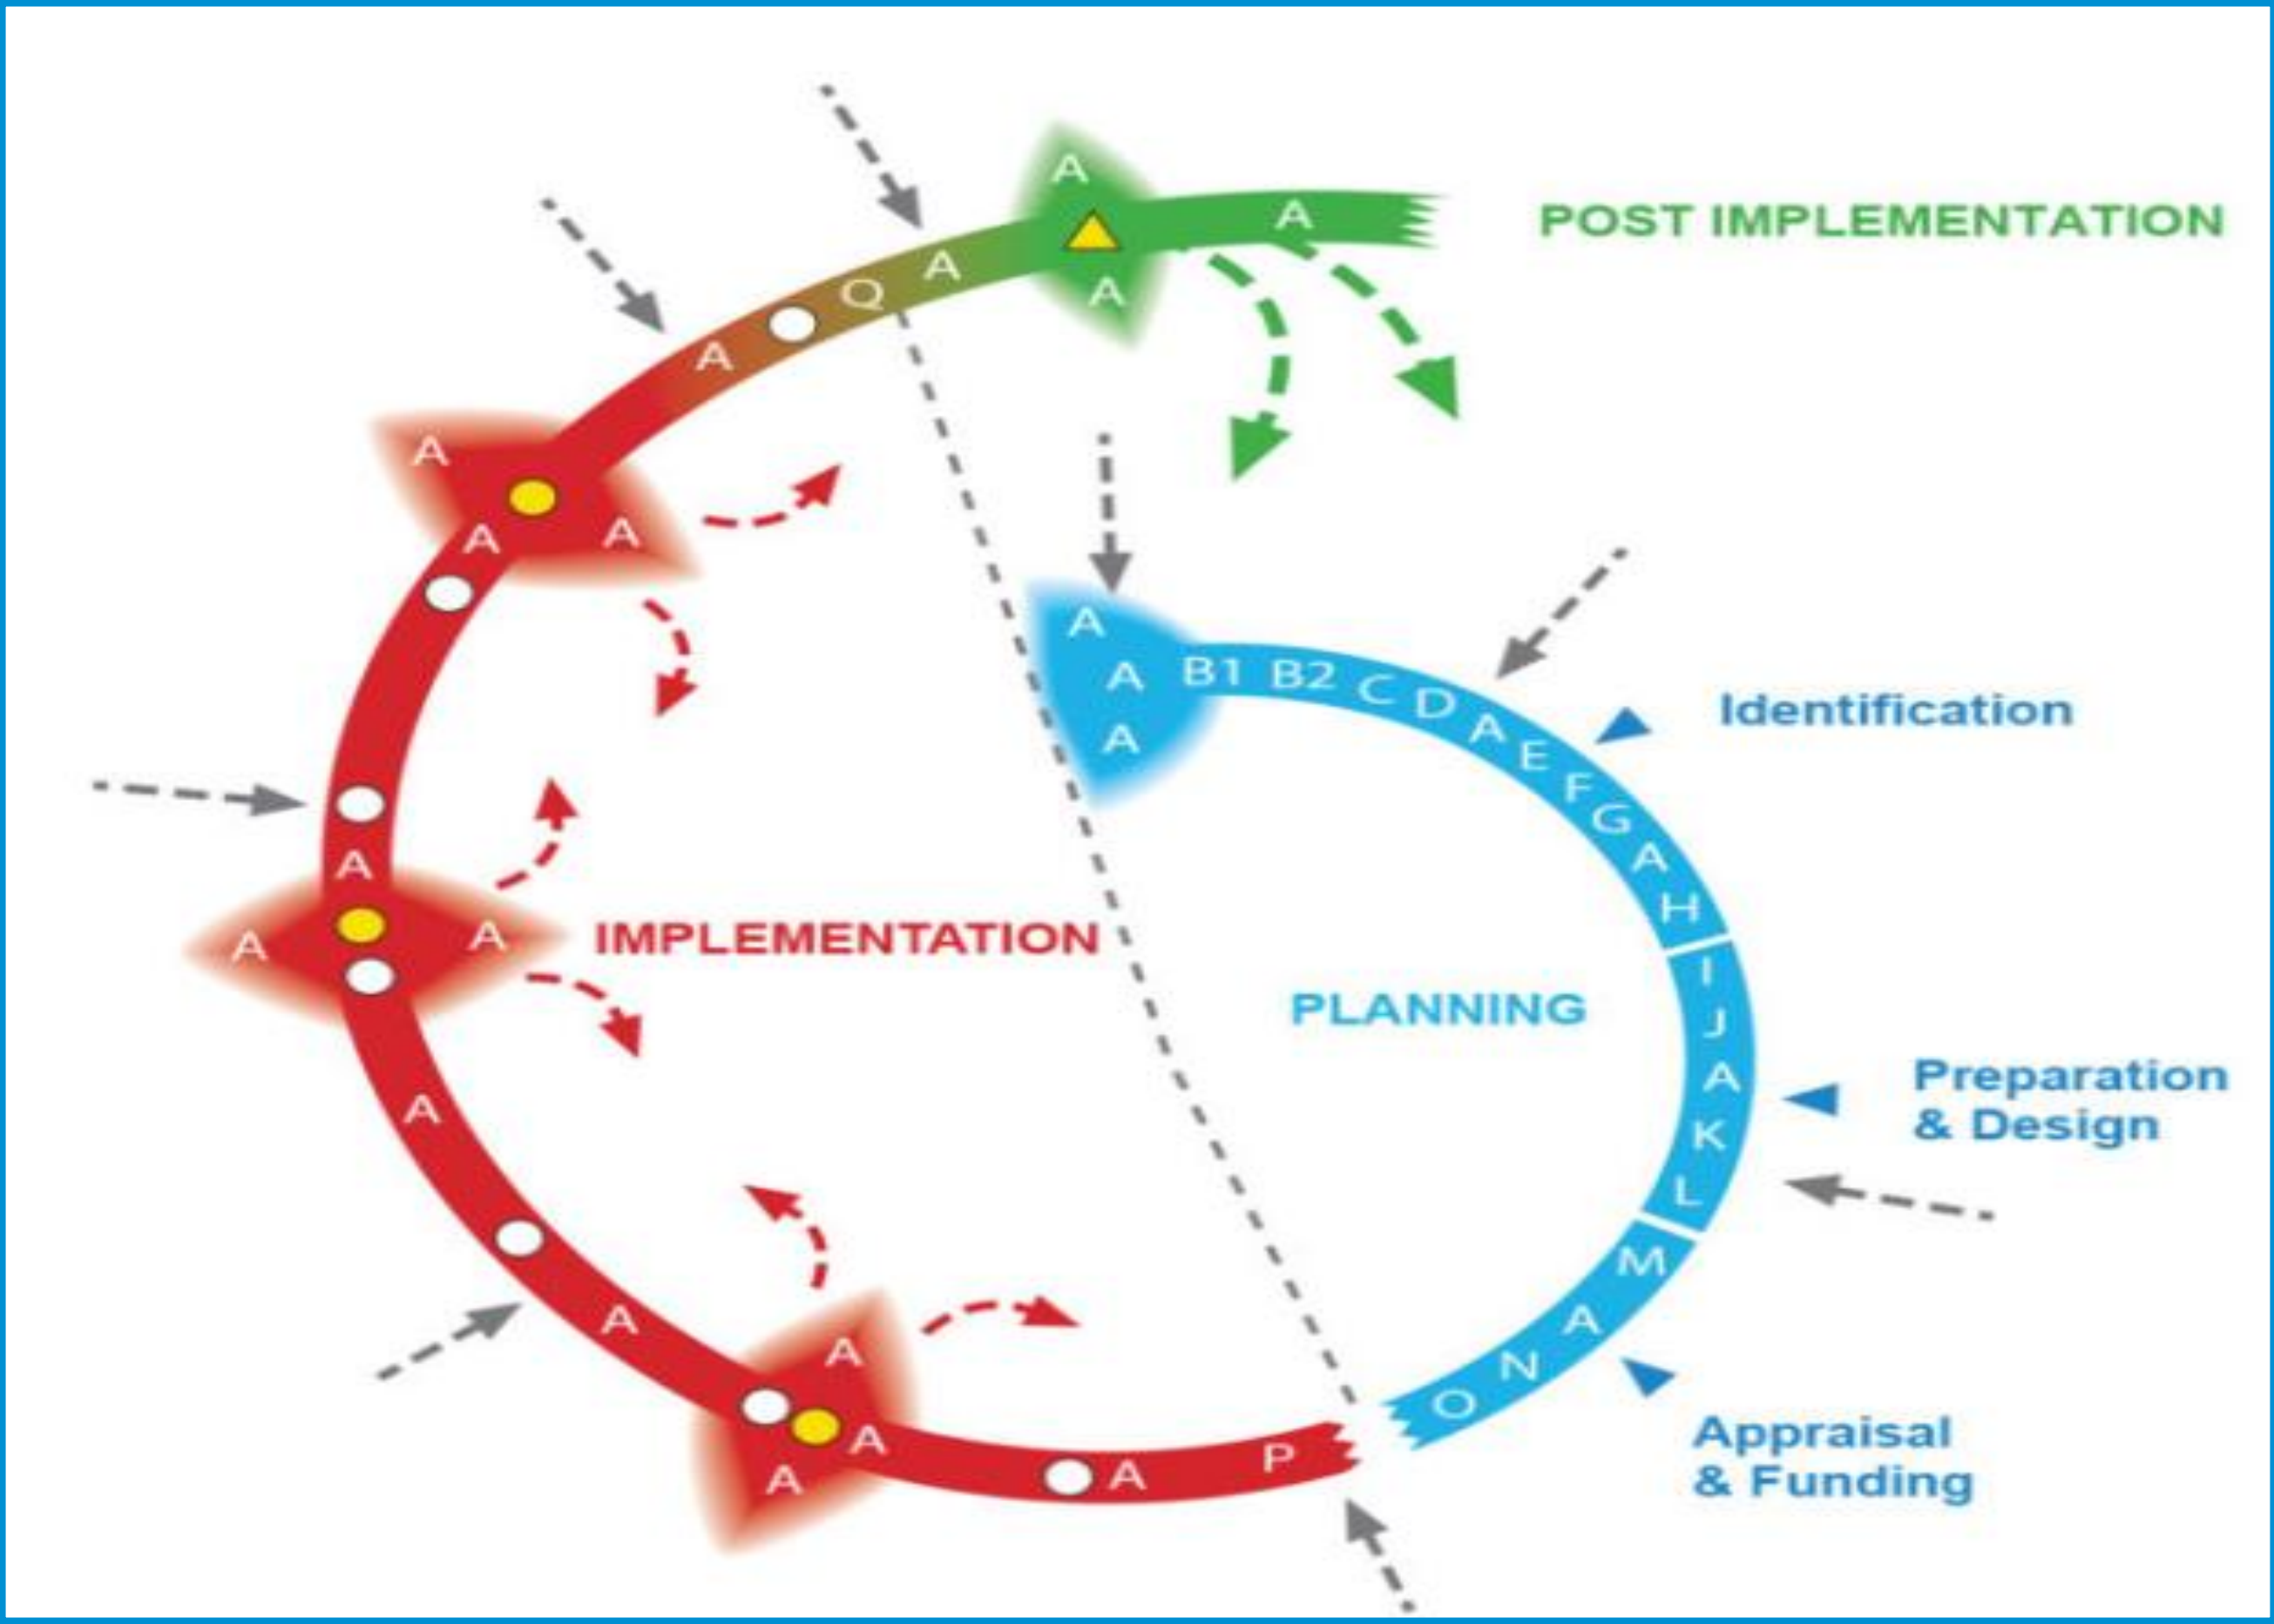 A
A
POST IMPLEMENTATION
A
Q
A
A
A
A
A
A
A
A
A
B1 B2 C D A E F G A H
Identification
I J A K L
Preparation
& Design
M A N O
Appraisal
& Funding
PLANNING
IMPLEMENTATION
A
A
A
A
A
A
A
A
A
P